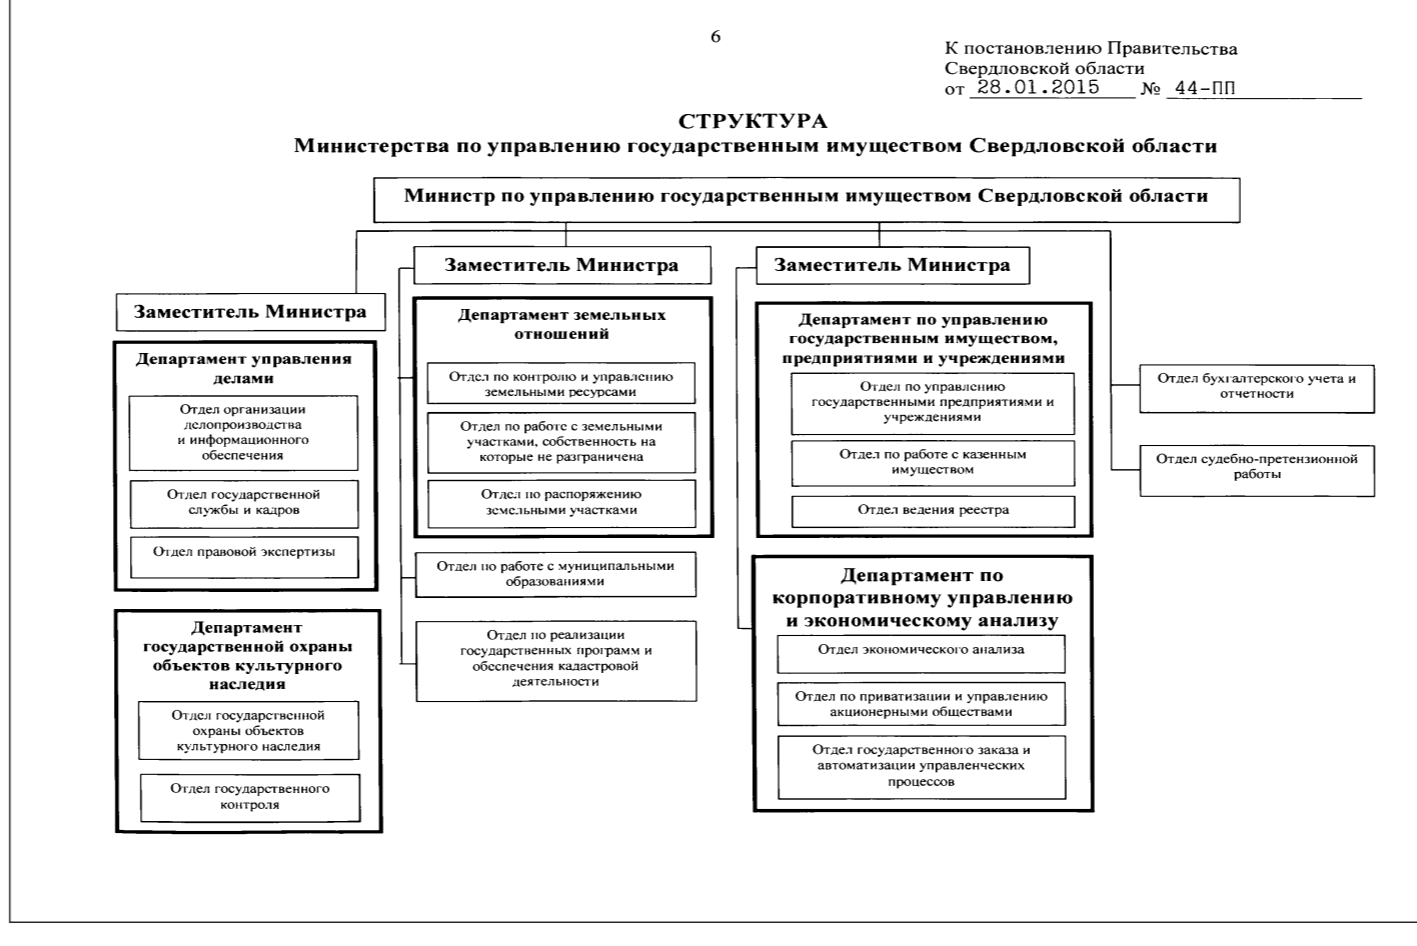 6
К постановлению Правительства
Свердловской области
от 28.01.2015 № 44-ПП
СТРУКТУРА
Министерства по управлению государственным имуществом Свердловской области
Министр по управлению государственным имуществом Свердловской области
Заместитель Министра
Департамент управления
делами
Отдел организации
делопроизводства
и информационного
обеспечения
Отдел государственной
службы и кадров
Отдел правовой экспертизы
Департамент
государственной охраны
объектов культурного
наследия
Отдел государственной
охраны объектов
культурного наследия
Отдел государственного
контроля
Заместитель Министра
Департамент земельных
отношений
Отдел по контролю и управлению
земельными ресурсами
Отдел по работе с земельными
участками, собственность на
которые не разграничена
Отдел по распоряжению
земельными участками
Отдел по работе с муниципальными
образованиями
Отдел по реализации
государственных программ и
обеспечения кадастровой
деятельности
Заместитель Министра
Департамент по управлению
государственным имуществом,
предприятиями и учреждениями
Отдел по управлению
государственными предприятиями и
учреждениями
Отдел по работе с казенным
имуществом
Отдел ведения реестра
Департамент по
корпоративному управлению
и экономическому анализу
Отдел экономического анализа
Отдел по приватизации и управлению
акционерными обществами
Отдел государственного заказа и
автоматизации управленческих
процессов
Отдел бухгалтерского учета и
отчетности
Отдел судебно-претензионной
работы